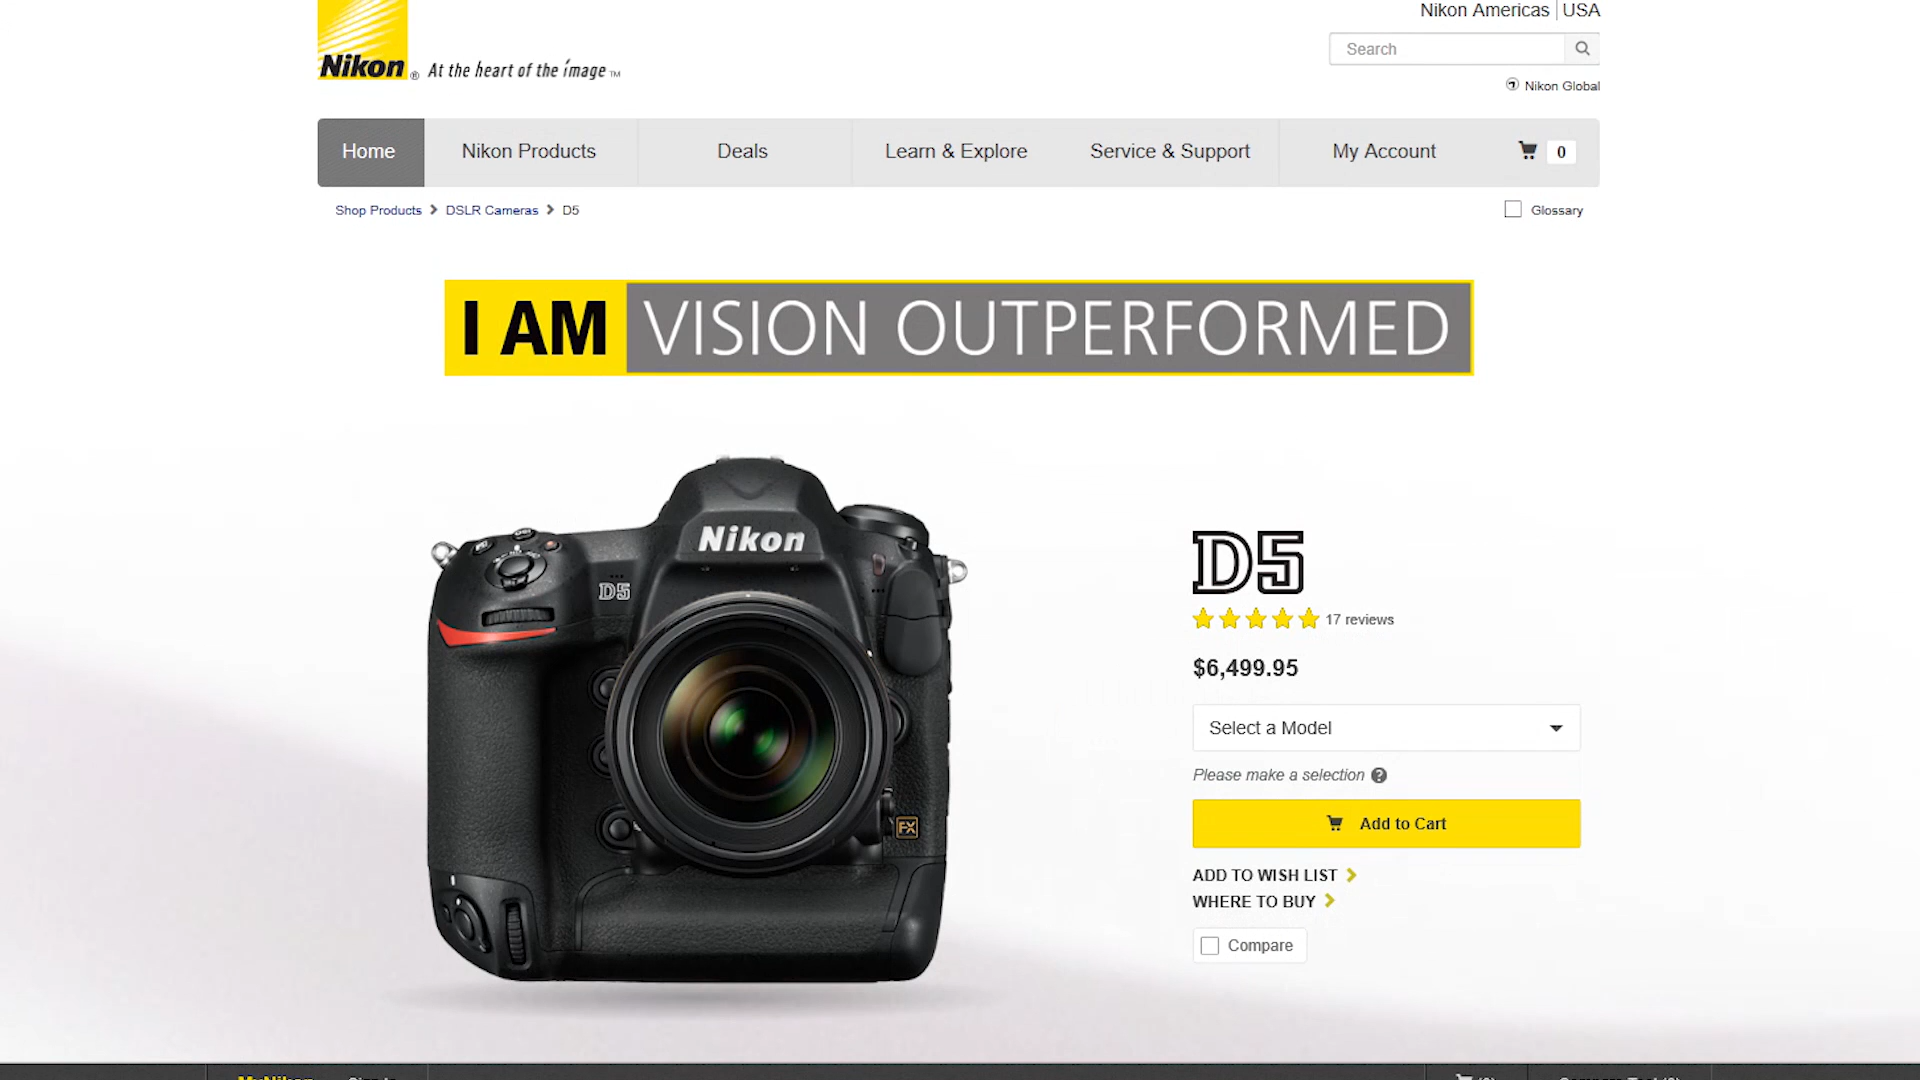 Nikon Americas | USA
Nikon® At the heart of the image™
Search
Nikon Global
Home
Nikon Products
Deals
Learn & Explore
Service & Support
My Account
0
Shop Products > DSLR Cameras > D5
Glossary
I AM VISION OUTPERFORMED
Nikon
D5
FX
D5
17 reviews
$6,499.95
Select a Model
Please make a selection ?
Add to Cart
ADD TO WISH LIST
WHERE TO BUY
Compare